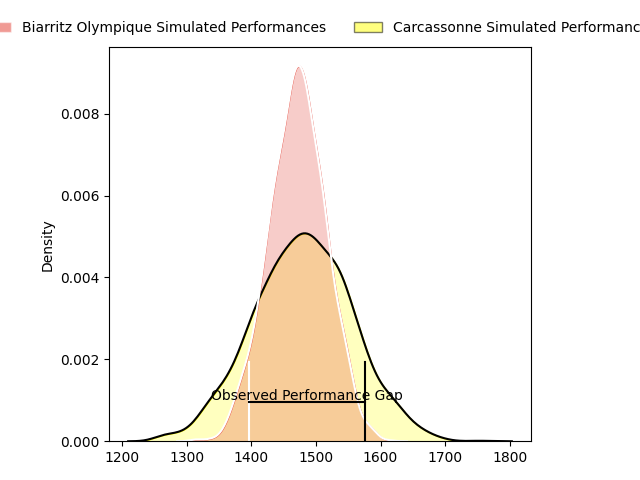 Biarritz Olympique Simulated Performances
Carcassonne Simulated Performanc
0.008
0.006
0.004
0.002
0.000
Density
Observed Performance Gap
1200 1300 1400 1500 1600 1700 1800